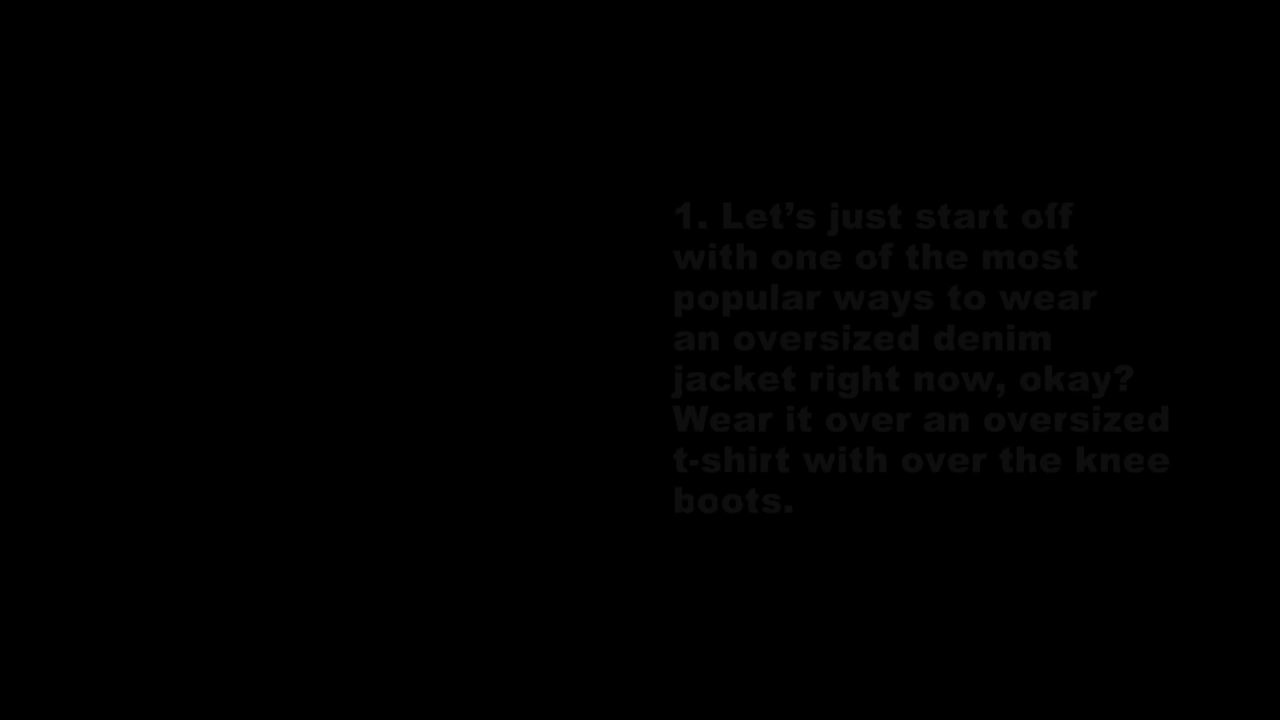 1. Let’s just start off
with one of the most
popular ways to wear
an oversized denim
jacket right now, okay?
Wear it over an oversized
t-shirt with over the knee
boots.